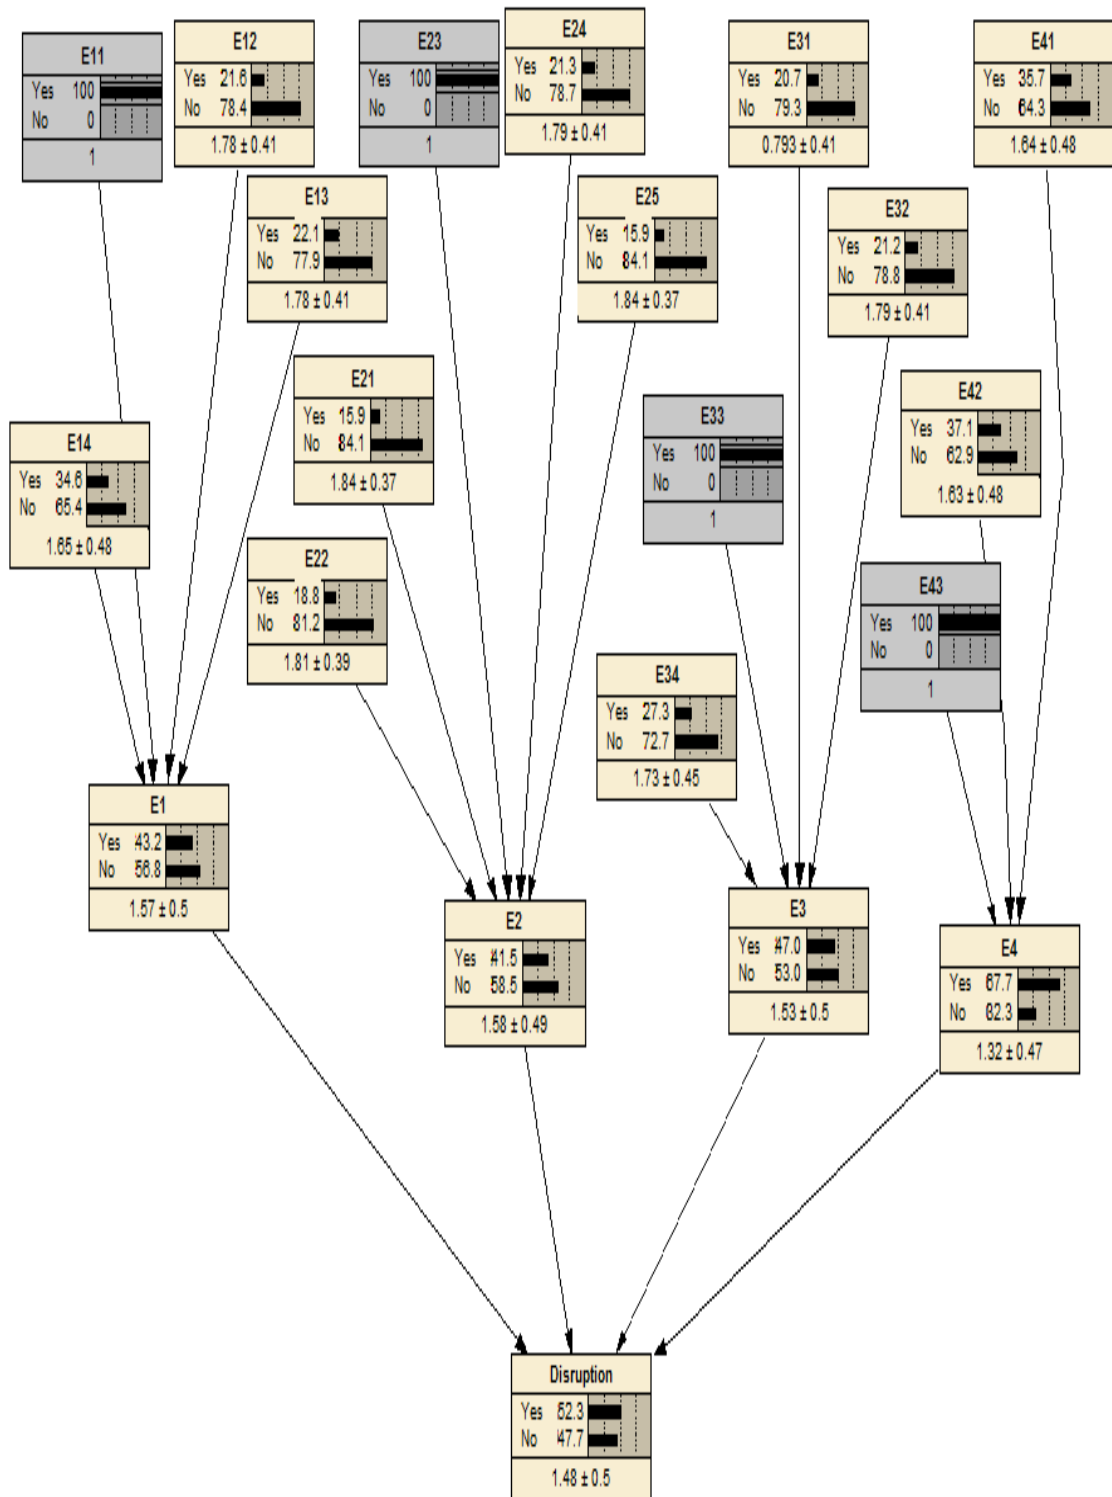 E11
Yes 100
No 0
1
E12
Yes 21.6
No 78.4
1.78 ± 0.41
E23
Yes 100
No 0
1
E24
Yes 21.3
No 78.7
1.79 ± 0.41
E31
Yes 20.7
No 79.3
0.793 ± 0.41
E41
Yes 35.7
No 64.3
1.64 ± 0.48
E13
Yes 22.1
No 77.9
1.78 ± 0.41
E25
Yes 15.9
No 84.1
1.84 ± 0.37
E32
Yes 21.2
No 78.8
1.79 ± 0.41
E21
Yes 15.9
No 84.1
1.84 ± 0.37
E33
Yes 100
No 0
1
E42
Yes 37.1
No 62.9
1.63 ± 0.48
E14
Yes 34.6
No 65.4
1.65 ± 0.48
E22
Yes 18.8
No 81.2
1.81 ± 0.39
E43
Yes 100
No 0
1
E34
Yes 27.3
No 72.7
1.73 ± 0.45
E1
Yes 43.2
No 56.8
1.57 ± 0.5
E2
Yes 41.5
No 58.5
1.58 ± 0.49
E3
Yes 47.0
No 53.0
1.53 ± 0.5
E4
Yes 67.7
No 82.3
1.32 ± 0.47
Disruption
Yes 52.3
No 47.7
1.48 ± 0.5